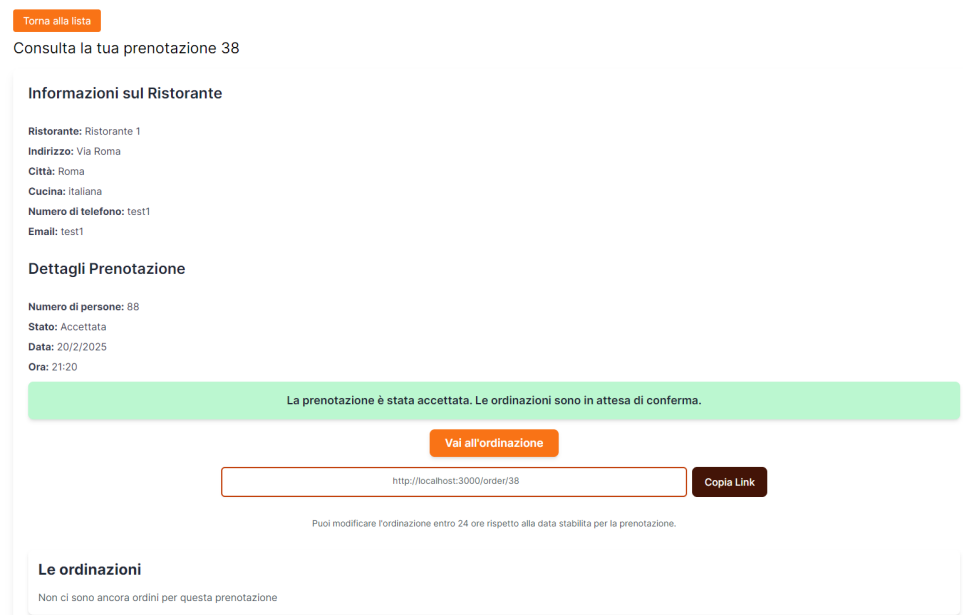 Torna alla lista
Consulta la tua prenotazione 38
Informazioni sul Ristorante
Ristorante: Ristorante 1
Indirizzo: Via Roma
Città: Roma
Cucina: italiana
Numero di telefono: test1
Email: test1
Dettagli Prenotazione
Numero di persone: 88
Stato: Accettata
Data: 20/2/2025
Ora: 21:20
La prenotazione è stata accettata. Le ordinazioni sono in attesa di conferma.
Vai all'ordinazione
http://localhost:3000/order/38 Copia Link
Puoi modificare l'ordinazione entro 24 ore rispetto alla data stabilita per la prenotazione.
Le ordinazioni
Non ci sono ancora ordini per questa prenotazione